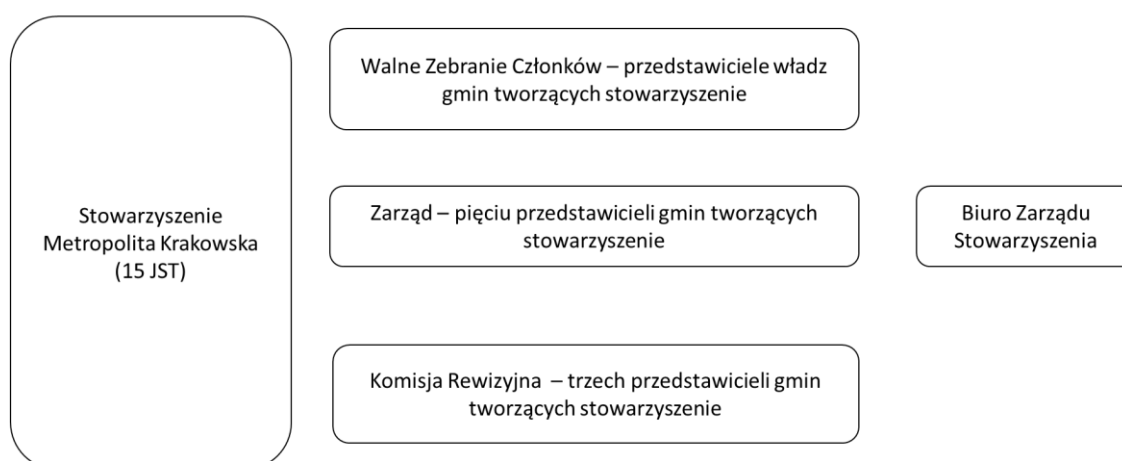 Stowarzyszenie
Metropolita Krakowska
(15 JST)
Walne Zebranie Członków – przedstawiciele władz
gmin tworzących stowarzyszenie
Zarząd – pięciu przedstawicieli gmin tworzących
stowarzyszenie
Biuro Zarządu
Stowarzyszenia
Komisja Rewizyjna – trzech przedstawicieli gmin
tworzących stowarzyszenie